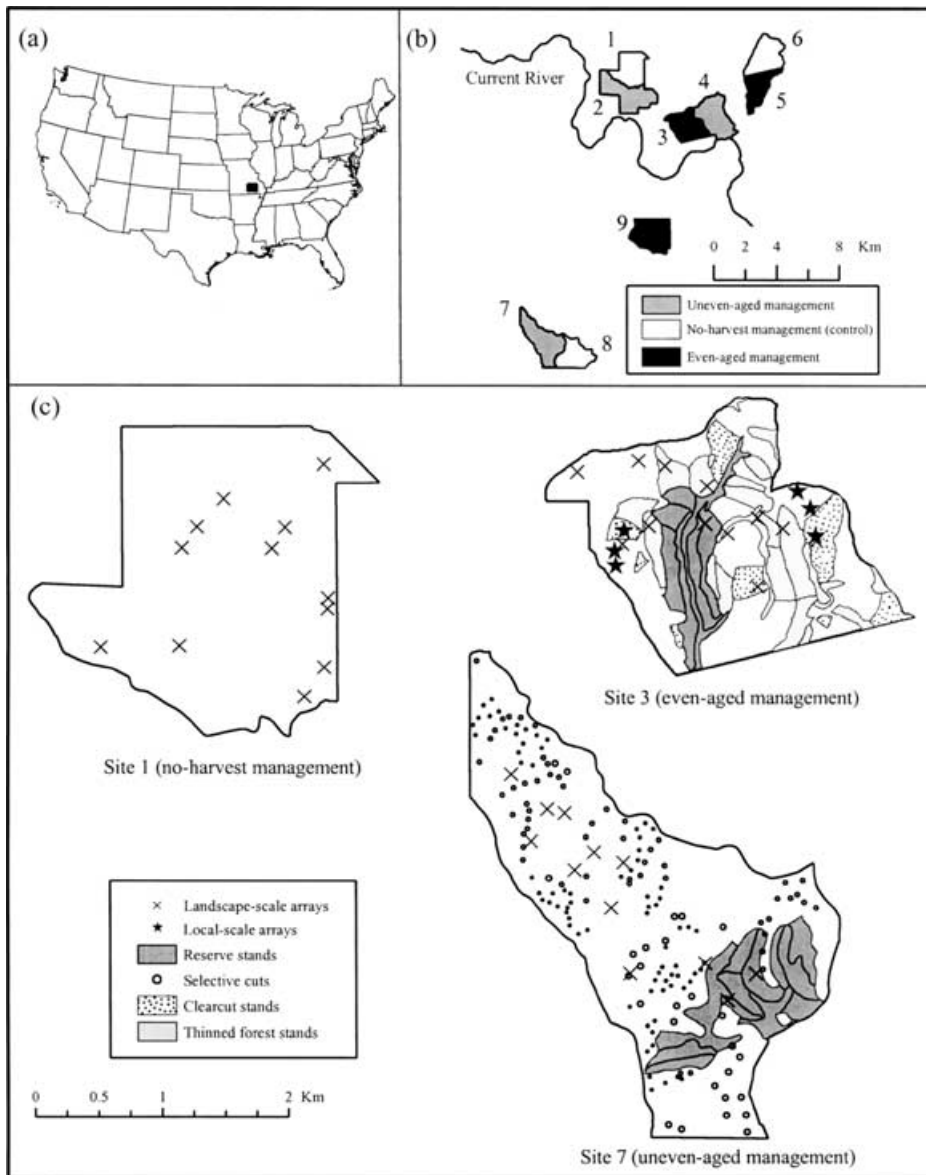 (a)
(b)
Current River
1
2
3
4
5
6
9
7
8
0 2 4 8 Km
Uneven-aged management
No-harvest management (control)
Even-aged management
(c)
Site 1 (no-harvest management)
Site 3 (even-aged management)
Landscape-scale arrays
Local-scale arrays
Reserve stands
Selective cuts
Clearcut stands
Thinned forest stands
0 0.5 1 2 Km
Site 7 (uneven-aged management)